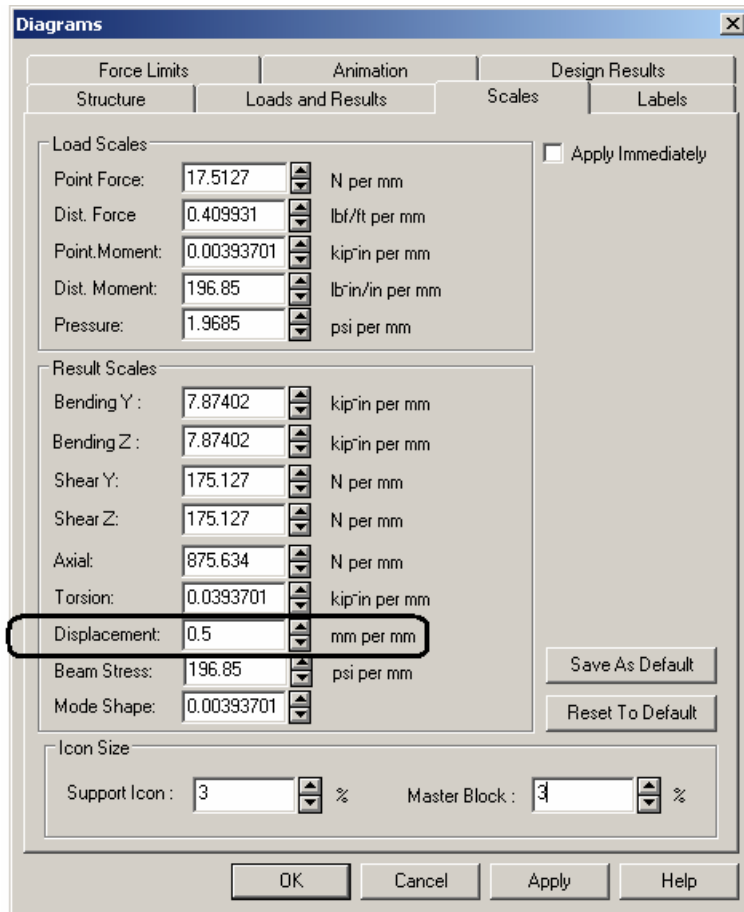 Diagrams
Force Limits Animation Design Results
Structure Loads and Results Scales Labels
Load Scales
Apply Immediately
Point Force: 17.5127 N per mm
Dist. Force 0.409931 lbf/ft per mm
Point.Moment: 0.00393701 kip-in per mm
Dist. Moment: 196.85 lb-in/in per mm
Pressure: 1.9685 psi per mm
Result Scales
Bending Y : 7.87402 kip-in per mm
Bending Z : 7.87402 kip-in per mm
Shear Y: 175.127 N per mm
Shear Z: 175.127 N per mm
Axial: 875.634 N per mm
Torsion: 0.0393701 kip-in per mm
Displacement: 0.5 mm per mm
Beam Stress: 196.85 psi per mm
Save As Default
Mode Shape: 0.00393701
Reset To Default
Icon Size
Support Icon : 3 % Master Block : 3 %
OK Cancel Apply Help